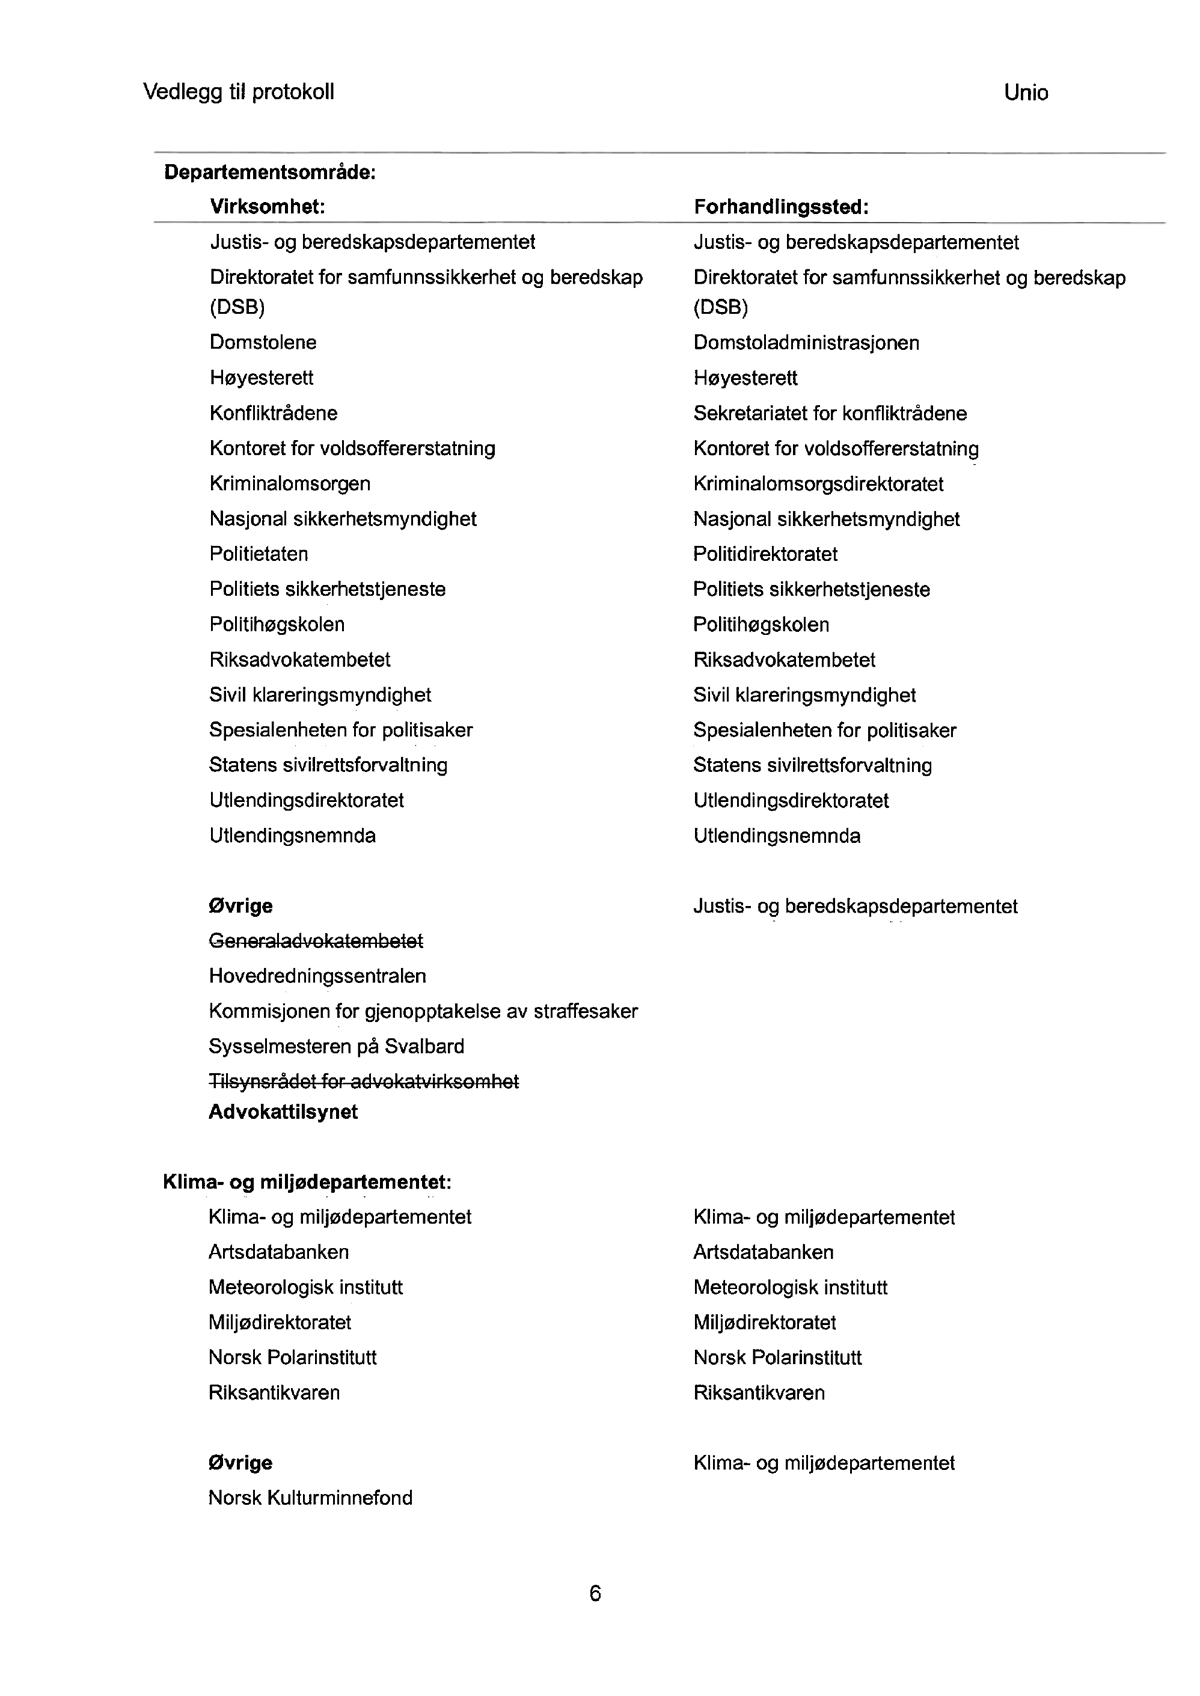 Vedlegg til protokoll Unio
Departementsområde:
Virksomhet: Forhandlingssted:
Justis- og beredskapsdepartementet Justis- og beredskapsdepartementet
Direktoratet for samfunnssikkerhet og beredskap Direktoratet for samfunnssikkerhet og beredskap
(DSB) (DSB)
Domstolene Domstoladministrasjonen
Høyesterett Høyesterett
Konfliktrådene Sekretariatet for konfliktrådene
Kontoret for voldsoffererstatning Kontoret for voldsoffererstatning
Kriminalomsorgen Kriminalomsorgsdirektoratet
Nasjonal sikkerhetsmyndighet Nasjonal sikkerhetsmyndighet
Politietaten Politidirektoratet
Politiets sikkerhetstjeneste Politiets sikkerhetstjeneste
Politihøgskolen Politihøgskolen
Riksadvokatembetet Riksadvokatembetet
Sivil klareringsmyndighet Sivil klareringsmyndighet
Spesialenheten for politisaker Spesialenheten for politisaker
Statens sivilrettsforvaltning Statens sivilrettsforvaltning
Utlendingsdirektoratet Utlendingsdirektoratet
Utlendingsnemnda Utlendingsnemnda
Øvrige Justis- og beredskapsdepartementet
Generaladvokatembetet
Hovedredningssentralen
Kommisjonen for gjenopptakelse av straffesaker
Sysselmesteren på Svalbard
Tilsynsrådet for advokatvirksomhet
Advokattilsynet
Klima- og miljødepartementet:
Klima- og miljødepartementet Klima- og miljødepartementet
Artsdatabanken Artsdatabanken
Meteorologisk institutt Meteorologisk institutt
Miljødirektoratet Miljødirektoratet
Norsk Polarinstitutt Norsk Polarinstitutt
Riksantikvaren Riksantikvaren
Øvrige Klima- og miljødepartementet
Norsk Kulturminnefond
6